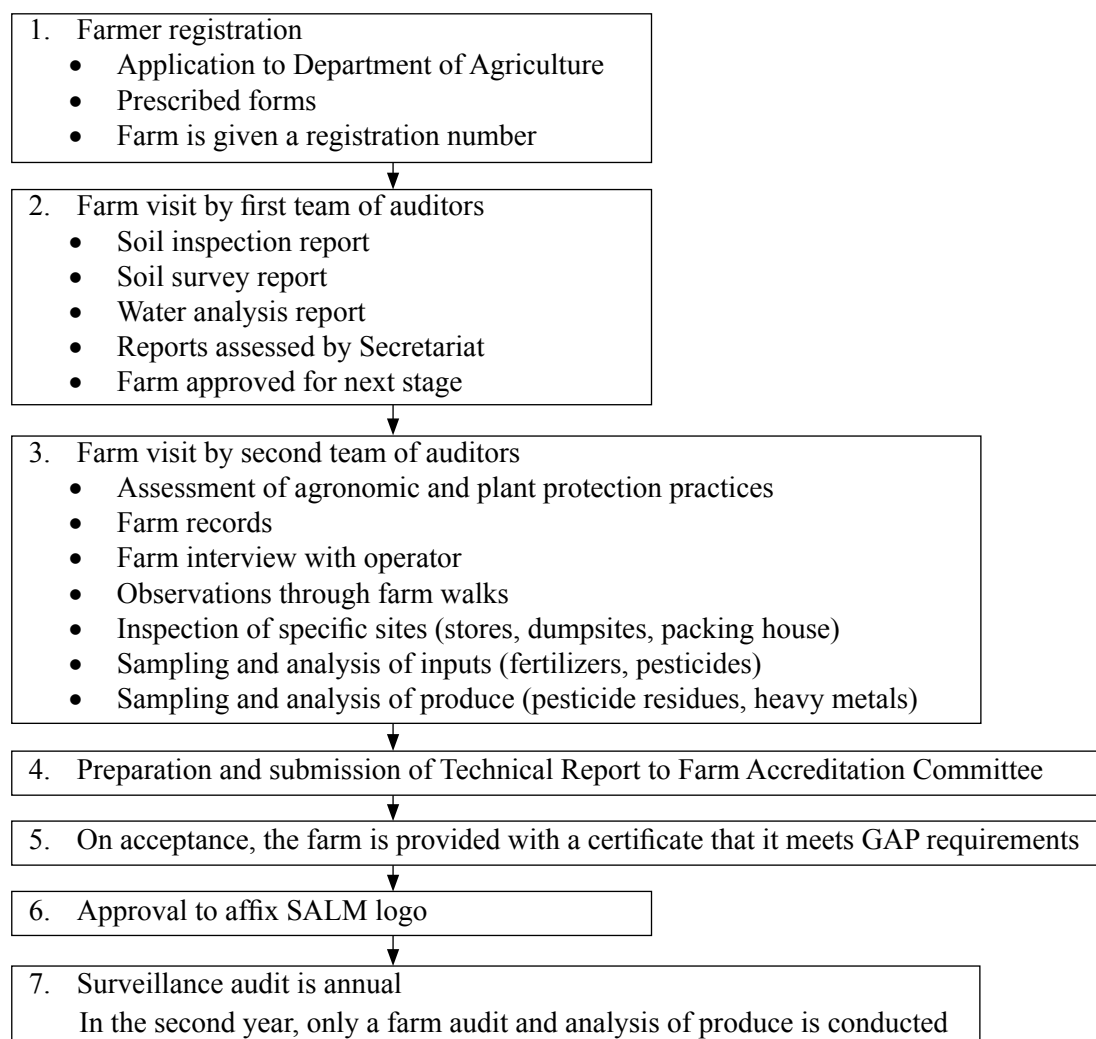 1. Farmer registration
• Application to Department of Agriculture
• Prescribed forms
• Farm is given a registration number
2. Farm visit by first team of auditors
• Soil inspection report
• Soil survey report
• Water analysis report
• Reports assessed by Secretariat
• Farm approved for next stage
3. Farm visit by second team of auditors
• Assessment of agronomic and plant protection practices
• Farm records
• Farm interview with operator
• Observations through farm walks
• Inspection of specific sites (stores, dumpsites, packing house)
• Sampling and analysis of inputs (fertilizers, pesticides)
• Sampling and analysis of produce (pesticide residues, heavy metals)
4. Preparation and submission of Technical Report to Farm Accreditation Committee
5. On acceptance, the farm is provided with a certificate that it meets GAP requirements
6. Approval to affix SALM logo
7. Surveillance audit is annual
In the second year, only a farm audit and analysis of produce is conducted